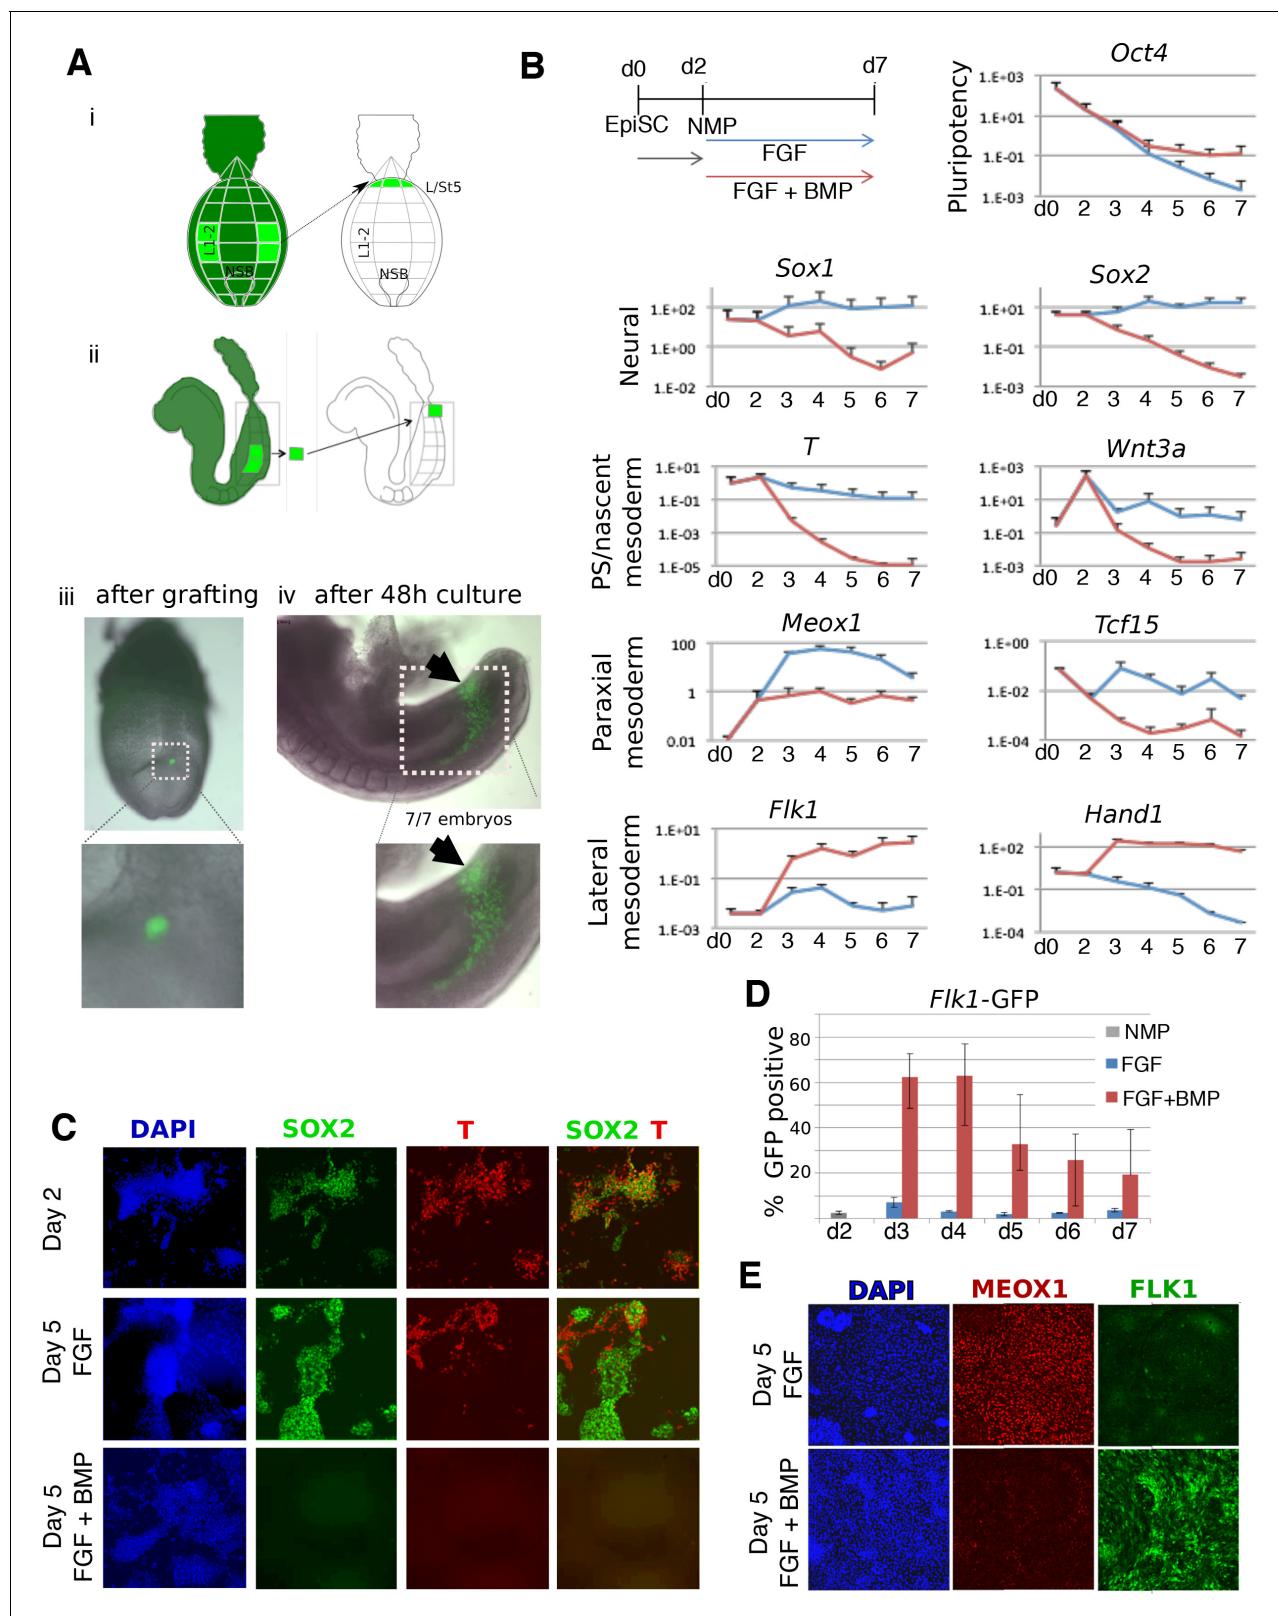 A
i
L1-2
NSB
L/St5
L1-2
NSB
ii
iii after grafting
iv after 48h culture
7/7 embryos
B
d0 d2 d7
EpiSC NMP
FGF
FGF + BMP
Oct4
Pluripotency
1.E+03
1.E+01
1.E-01
1.E-03
d0 2 3 4 5 6 7
Neural
Sox1
1.E+02
1.E+00
1.E-02
d0 2 3 4 5 6 7
Sox2
1.E+01
1.E-01
1.E-03
d0 2 3 4 5 6 7
PS/nascent
mesoderm
T
1.E+01
1.E-01
1.E-03
1.E-05
d0 2 3 4 5 6 7
Wnt3a
1.E+03
1.E+01
1.E-01
1.E-03
d0 2 3 4 5 6 7
Paraxial
mesoderm
Meox1
100
1
0.01
d0 2 3 4 5 6 7
Tcf15
1.E+00
1.E-02
1.E-04
d0 2 3 4 5 6 7
Lateral
mesoderm
Flk1
1.E+01
1.E-01
1.E-03
d0 2 3 4 5 6 7
Hand1
1.E+02
1.E-01
1.E-04
d0 2 3 4 5 6 7
C
DAPI SOX2 T SOX2 T
Day 2
Day 5
FGF
Day 5
FGF + BMP
D
Flk1-GFP
% GFP positive
80
60
40
20
NMP
FGF
FGF+BMP
d2 d3 d4 d5 d6 d7
E
DAPI MEOX1 FLK1
Day 5
FGF
Day 5
FGF + BMP